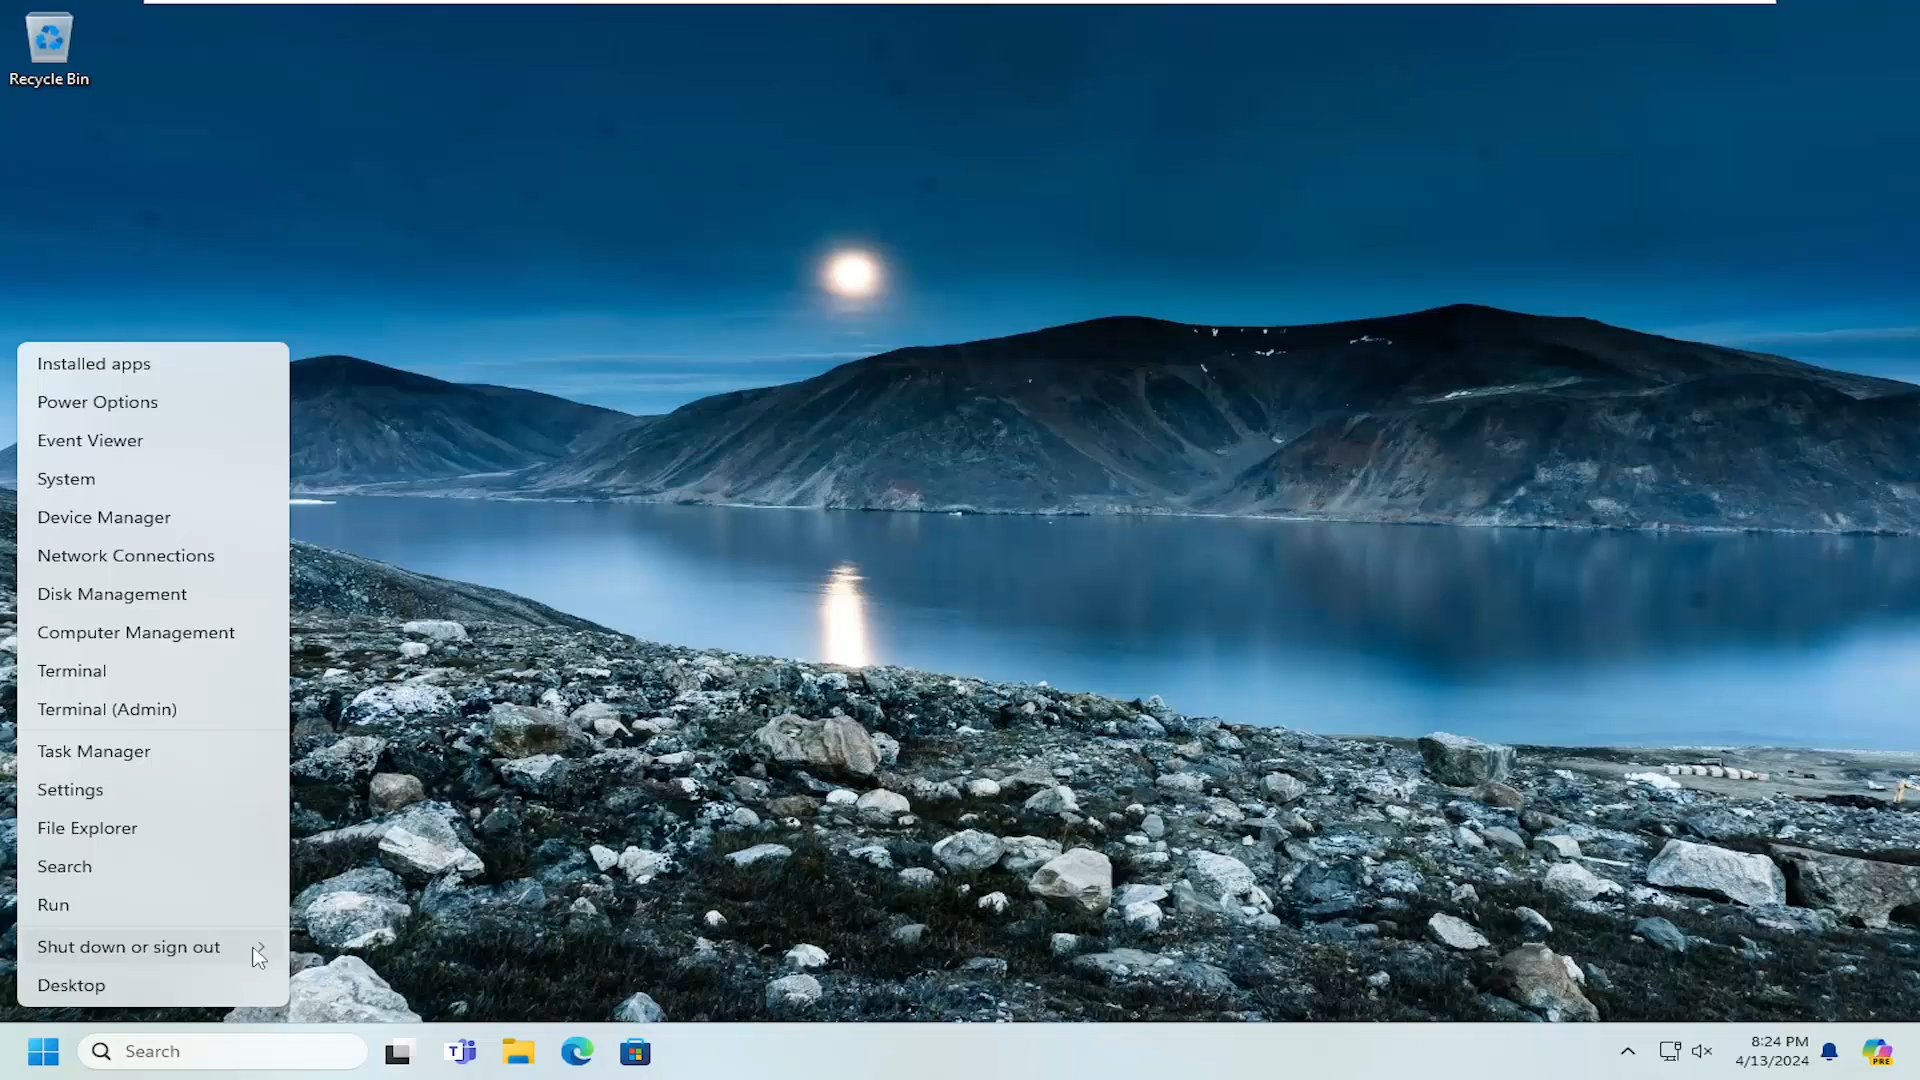 Recycle Bin
Installed apps
Power Options
Event Viewer
System
Device Manager
Network Connections
Disk Management
Computer Management
Terminal
Terminal (Admin)
Task Manager
Settings
File Explorer
Search
Run
Shut down or sign out
Desktop
Search
T
8:24 PM
4/13/2024
PRE